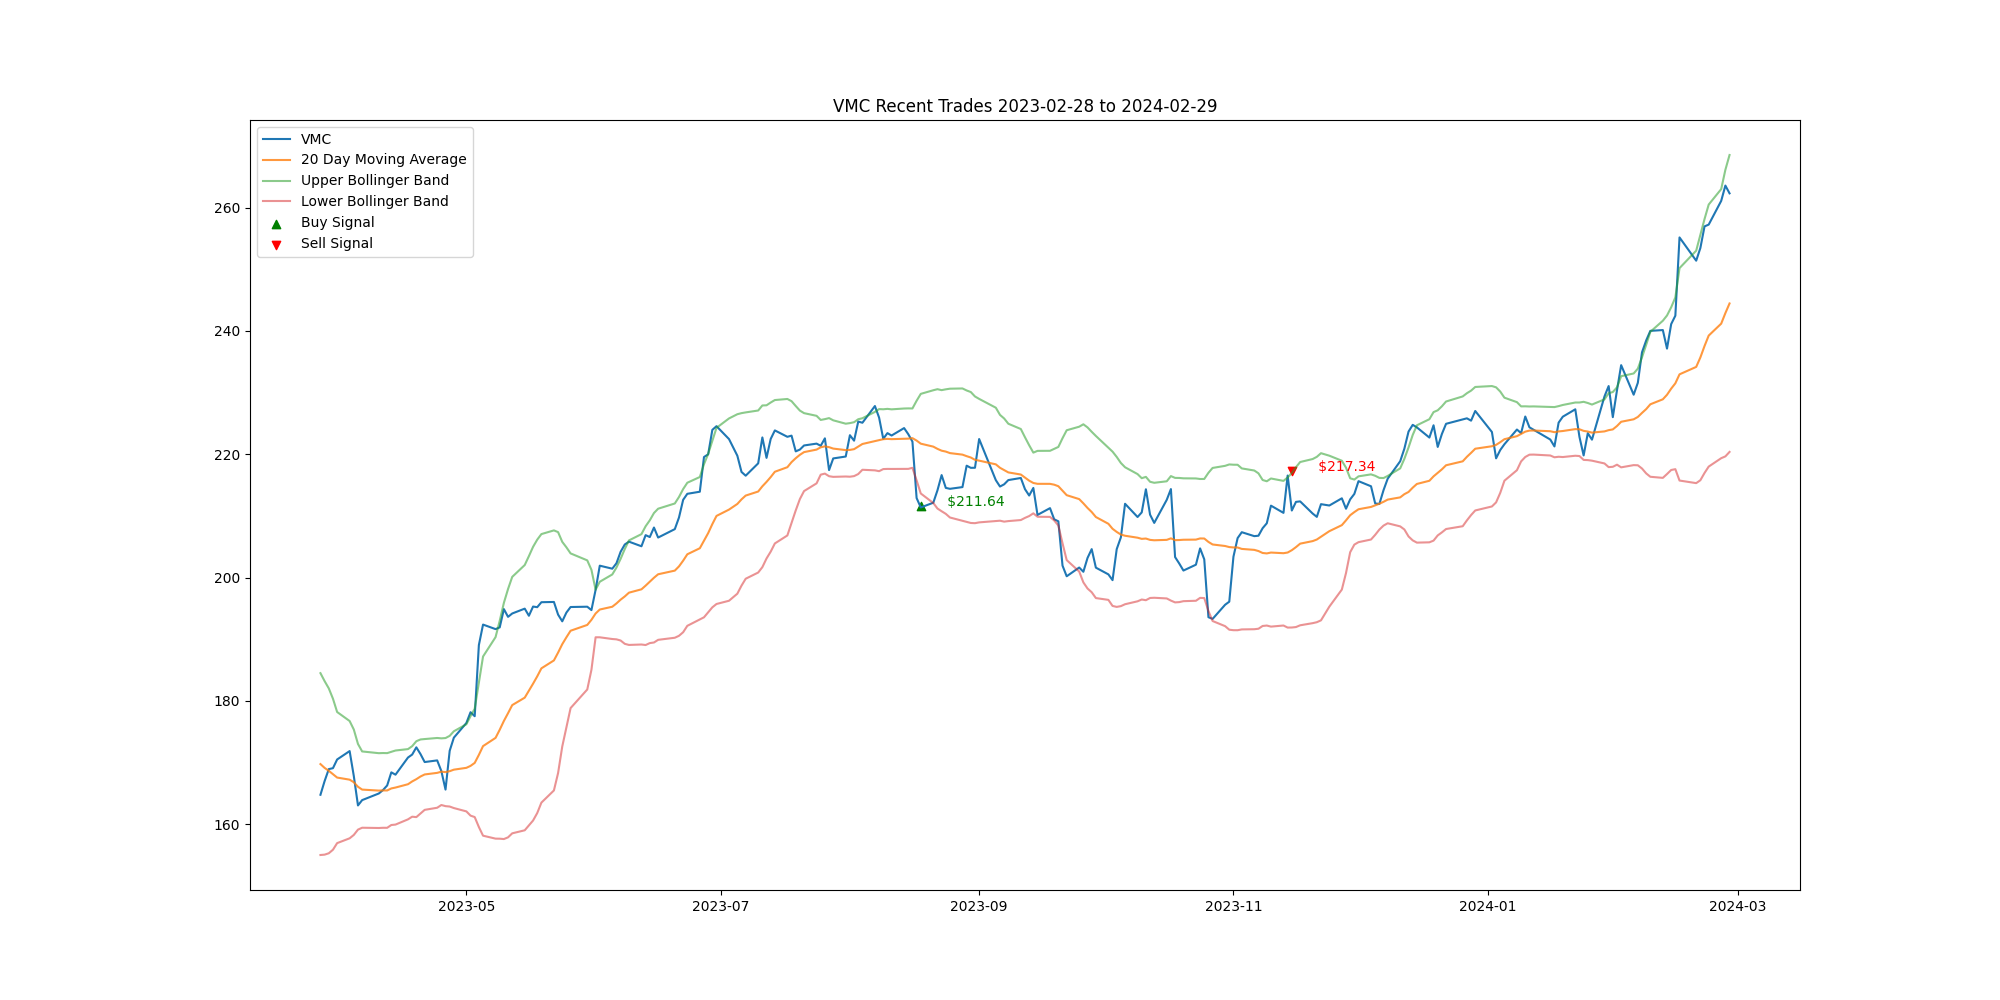 VMC Recent Trades 2023-02-28 to 2024-02-29
VMC
20 Day Moving Average
Upper Bollinger Band
Lower Bollinger Band
Buy Signal
Sell Signal
260
240
220
200
180
160
$217.34
$211.64
2023-05
2023-07
2023-09
2023-11
2024-01
2024-03